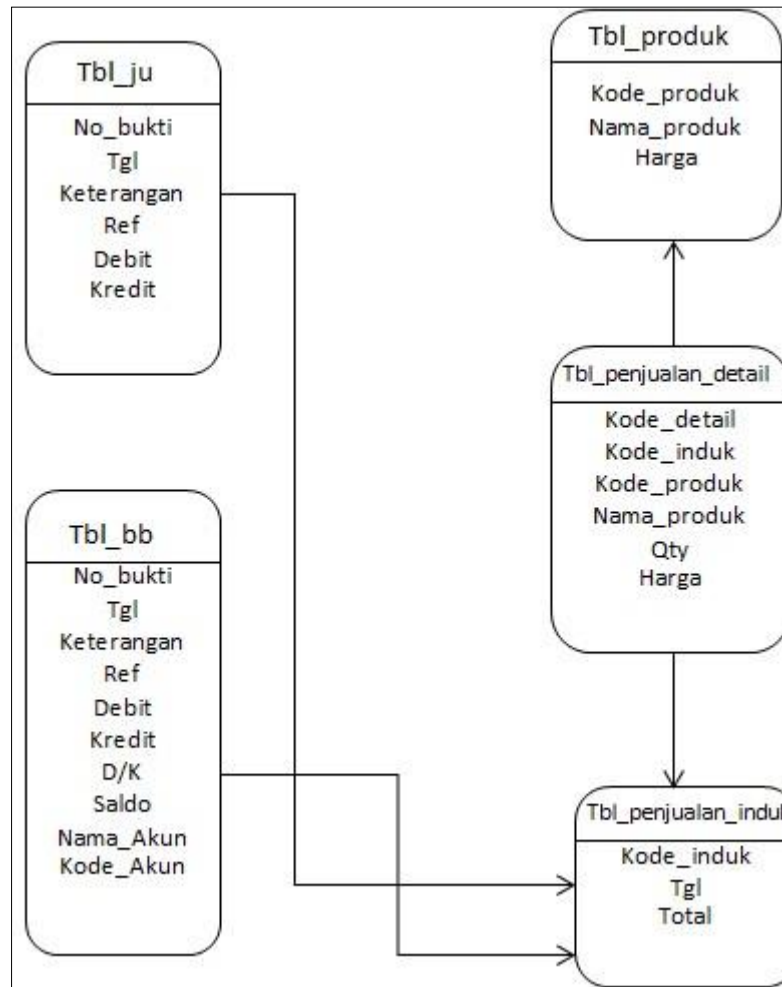 Tbl_ju
No_bukti
Tgl
Keterangan
Ref
Debit
Kredit
Tbl_bb
No_bukti
Tgl
Keterangan
Ref
Debit
Kredit
D/K
Saldo
Nama_Akun
Kode_Akun
Tbl_produk
Kode_produk
Nama_produk
Harga
Tbl_penjualan_detail
Kode_detail
Kode_induk
Kode_produk
Nama_produk
Qty
Harga
Tbl_penjualan_induk
Kode_induk
Tgl
Total